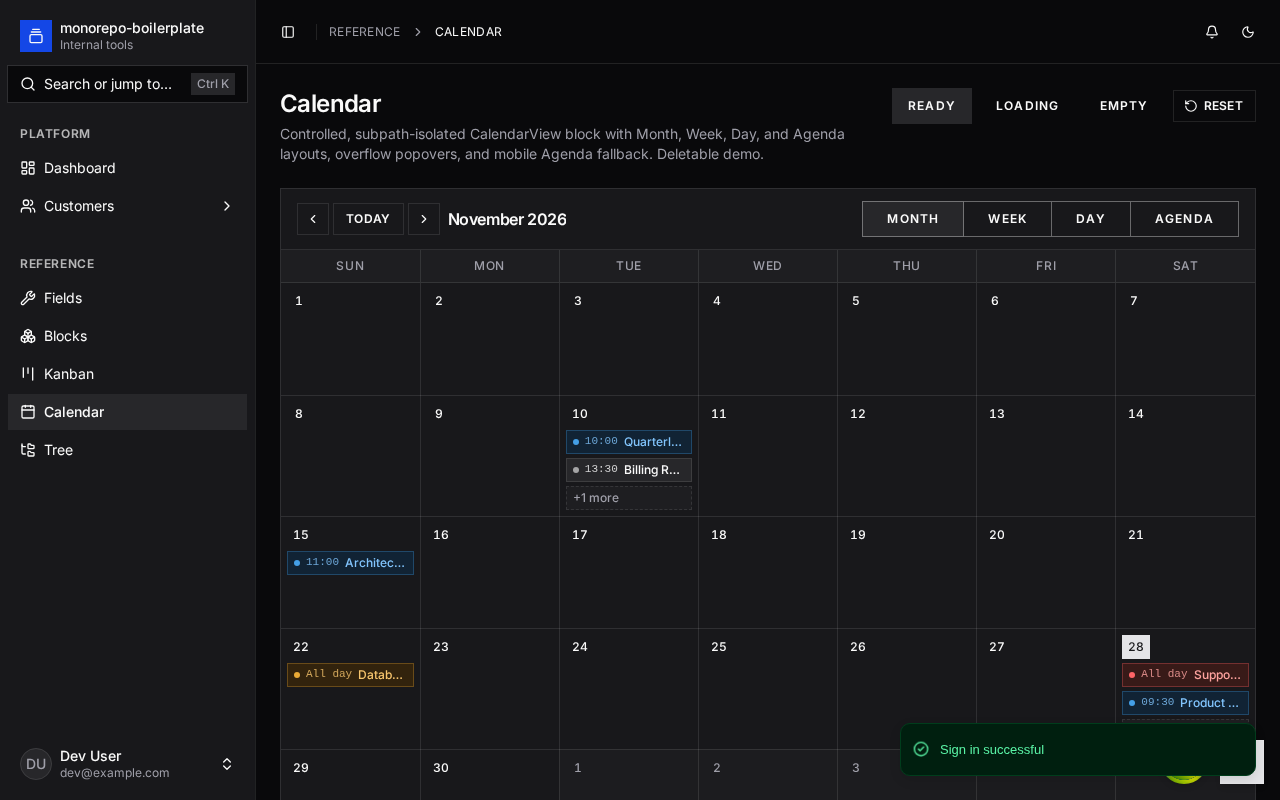 monorepo-boilerplate
Internal tools
Search or jump to...
Ctrl K
PLATFORM
Dashboard
Customers
REFERENCE
Fields
Blocks
Kanban
Calendar
Tree
DU
Dev User
dev@example.com
REFERENCE
CALENDAR
Calendar
Controlled, subpath-isolated CalendarView block with Month, Week, Day, and Agenda
layouts, overflow popovers, and mobile Agenda fallback. Deletable demo.
READY
LOADING
EMPTY
RESET
TODAY
November 2026
MONTH
WEEK
DAY
AGENDA
SUN MON TUE WED THU FRI SAT
1 2 3 4 5 6 7
8 9 10 11 12 13 14
10:00 Quarterl...
13:30 Billing R...
+1 more
15 16 17 18 19 20 21
11:00 Architec...
22 23 24 25 26 27 28
All day Datab...
All day Suppo...
09:30 Product ...
29 30 1 2 3
Sign in successful